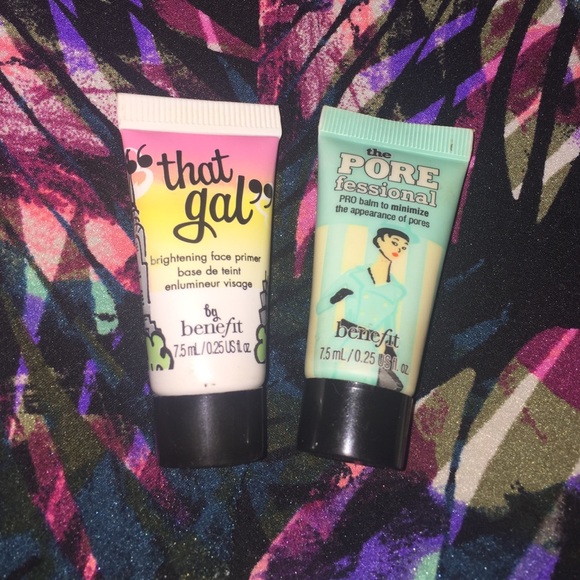 "that
gal"
brightening face primer
base de teint
enlumineur visage
by
benefit
7.5 mL / 0.25 US fl. oz
the
PORE
fessional
PRO balm to minimize
the appearance of pores
benefit
7.5 mL / 0.25 US fl. oz